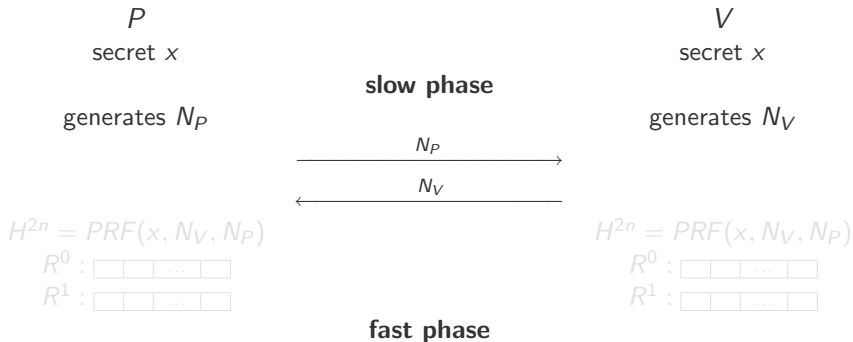 P V
secret x secret x
slow phase
generates N_P generates N_V
N_P
N_V
H^{2n} = PRF(x, N_V, N_P) H^{2n} = PRF(x, N_V, N_P)
R^0 : ... R^0 : ...
R^1 : ... R^1 : ...
fast phase